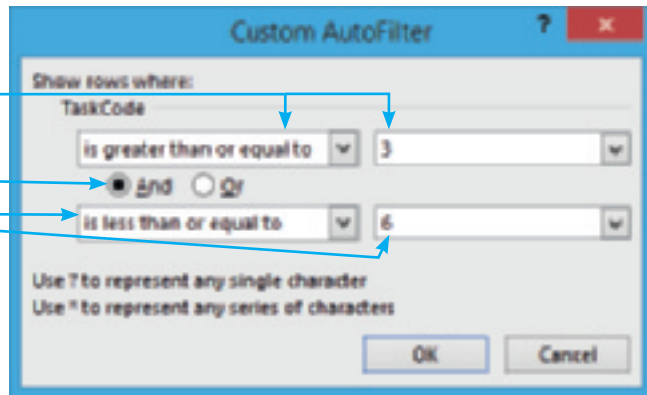 Custom AutoFilter ?
Show rows where:
TaskCode
is greater than or equal to 3
And Or
is less than or equal to 6
Use ? to represent any single character
Use * to represent any series of characters
OK Cancel